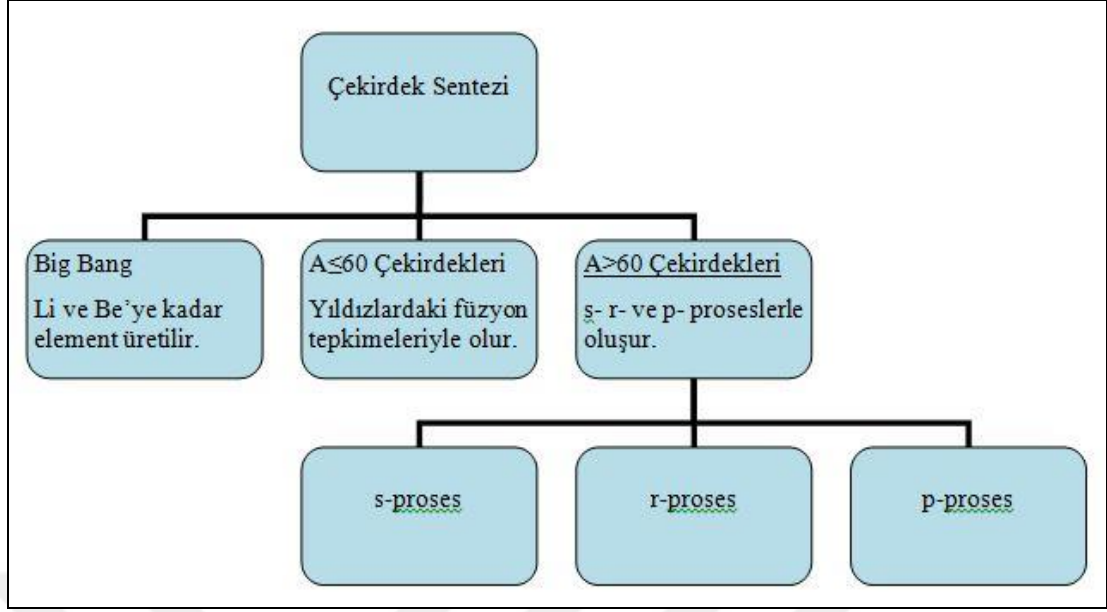 Çekirdek Sentezi
Big Bang
Li ve Be’ye kadar
element üretilir.
A≤60 Çekirdekleri
Yıldızlardaki füzyon
tepkimeleriyle olur.
A>60 Çekirdekleri
s- r- ve p- proseslerle
oluşur.
s-proses
r-proses
p-proses